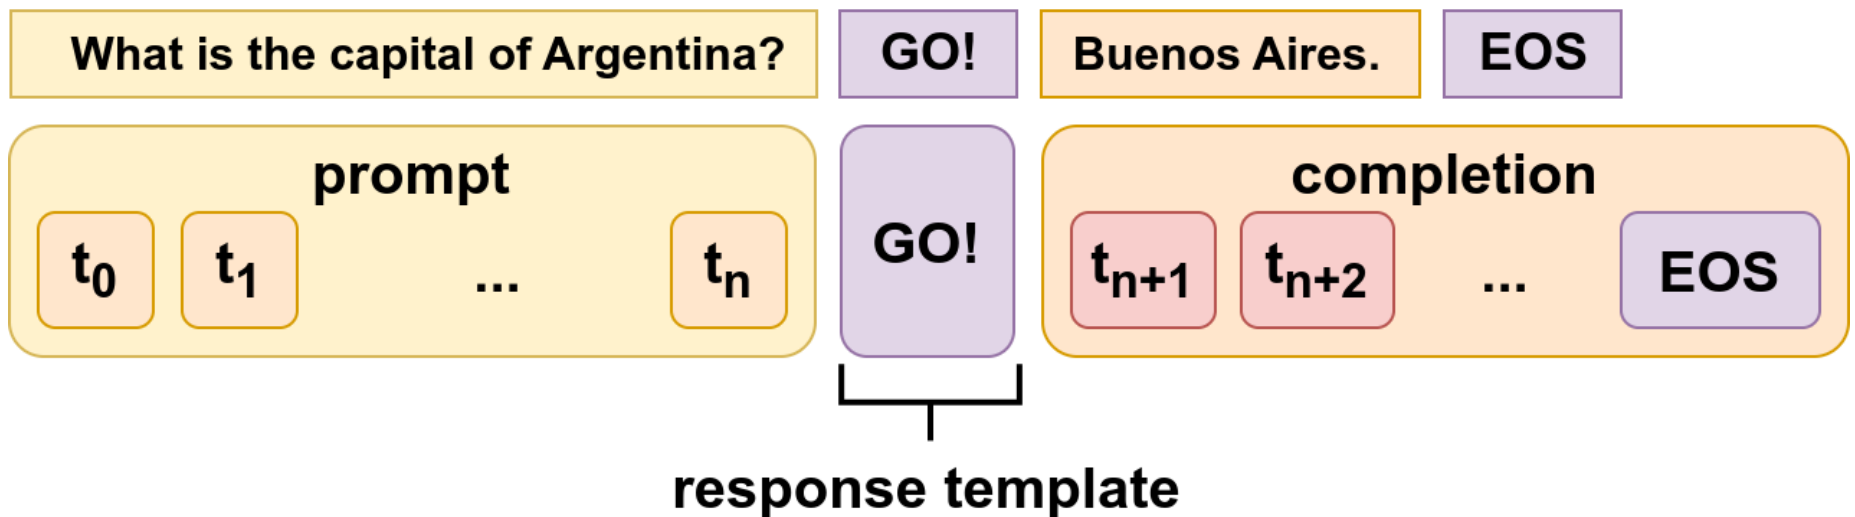 What is the capital of Argentina? GO! Buenos Aires. EOS
prompt GO! completion
t0 t1 ... tn tn+1 tn+2 ... EOS
response template